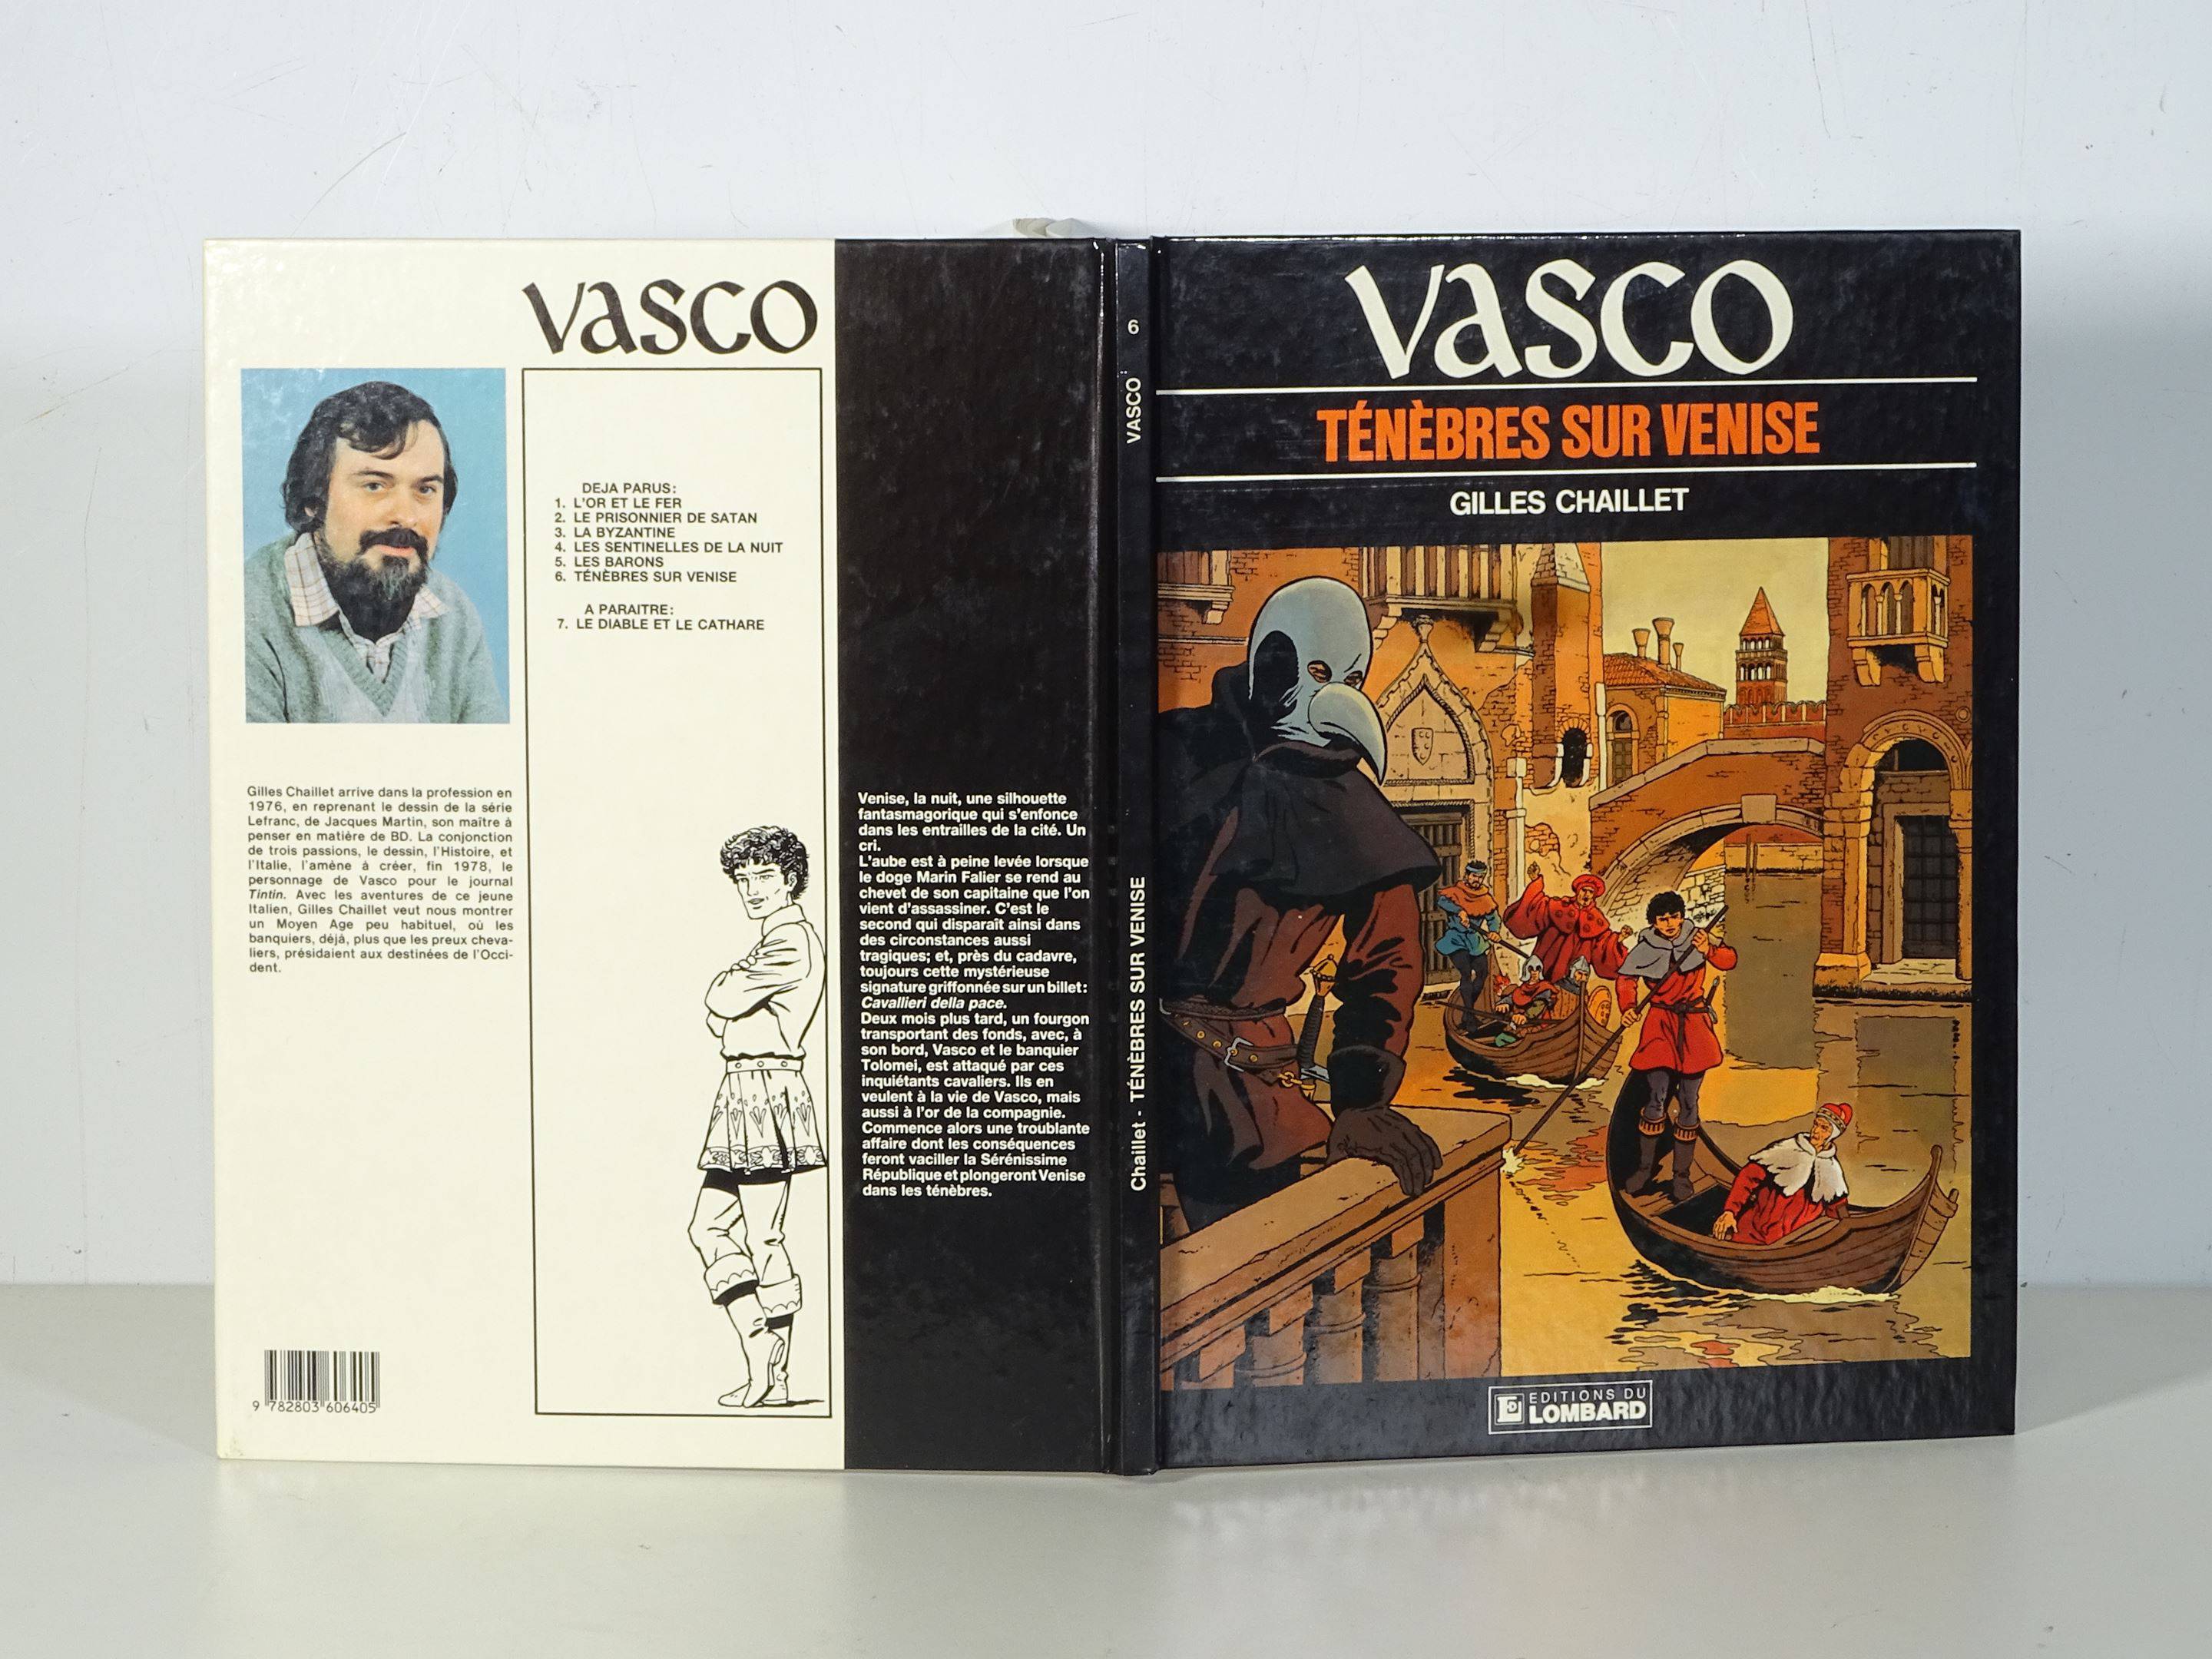 VASCO
DEJA PARUS:
1. L'OR ET LE FER
2. LE PRISONNIER DE SATAN
3. LA BYZANTINE
4. LES SENTINELLES DE LA NUIT
5. LES BARONS
6. TÉNÈBRES SUR VENISE
A PARAITRE:
7. LE DIABLE ET LE CATHARE
Gilles Chaillet arrive dans la profession en
1976, en reprenant le dessin de la série
Lefranc, de Jacques Martin, son maître à
penser en matière de BD. La conjonction
de trois passions, le dessin, l'Histoire, et
l'Italie, l'amène à créer, fin 1978, le
personnage de Vasco pour le journal
Tintin. Avec les aventures de ce jeune
Italien, Gilles Chaillet veut nous montrer
un Moyen Age peu habituel, où les
banquiers, déjà, plus que les preux cheva-
liers, présidaient aux destinées de l'Occi-
dent.
9 782803 606405
Venise, la nuit, une silhouette
fantasmagorique qui s'enfonce
dans les entrailles de la cité. Un
cri.
L'aube est à peine levée lorsque
le doge Marin Falier se rend au
chevet de son capitaine que l'on
vient d'assassiner. C'est le
second qui disparaît ainsi dans
des circonstances aussi
tragiques; et, près du cadavre,
toujours cette mystérieuse
signature griffonnée sur un billet:
Cavallieri della pace.
Deux mois plus tard, un fourgon
transportant des fonds, avec, à
son bord, Vasco et le banquier
Tolomei, est attaqué par ces
inquiétants cavaliers. Ils en
veulent à la vie de Vasco, mais
aussi à l'or de la compagnie.
Commence alors une troublante
affaire dont les conséquences
feront vaciller la Sérénissime
République et plongeront Venise
dans les ténèbres.
6
VASCO
Chaillet - TÉNÈBRES SUR VENISE
VASCO
TÉNÈBRES SUR VENISE
GILLES CHAILLET
EDITIONS DU
LOMBARD